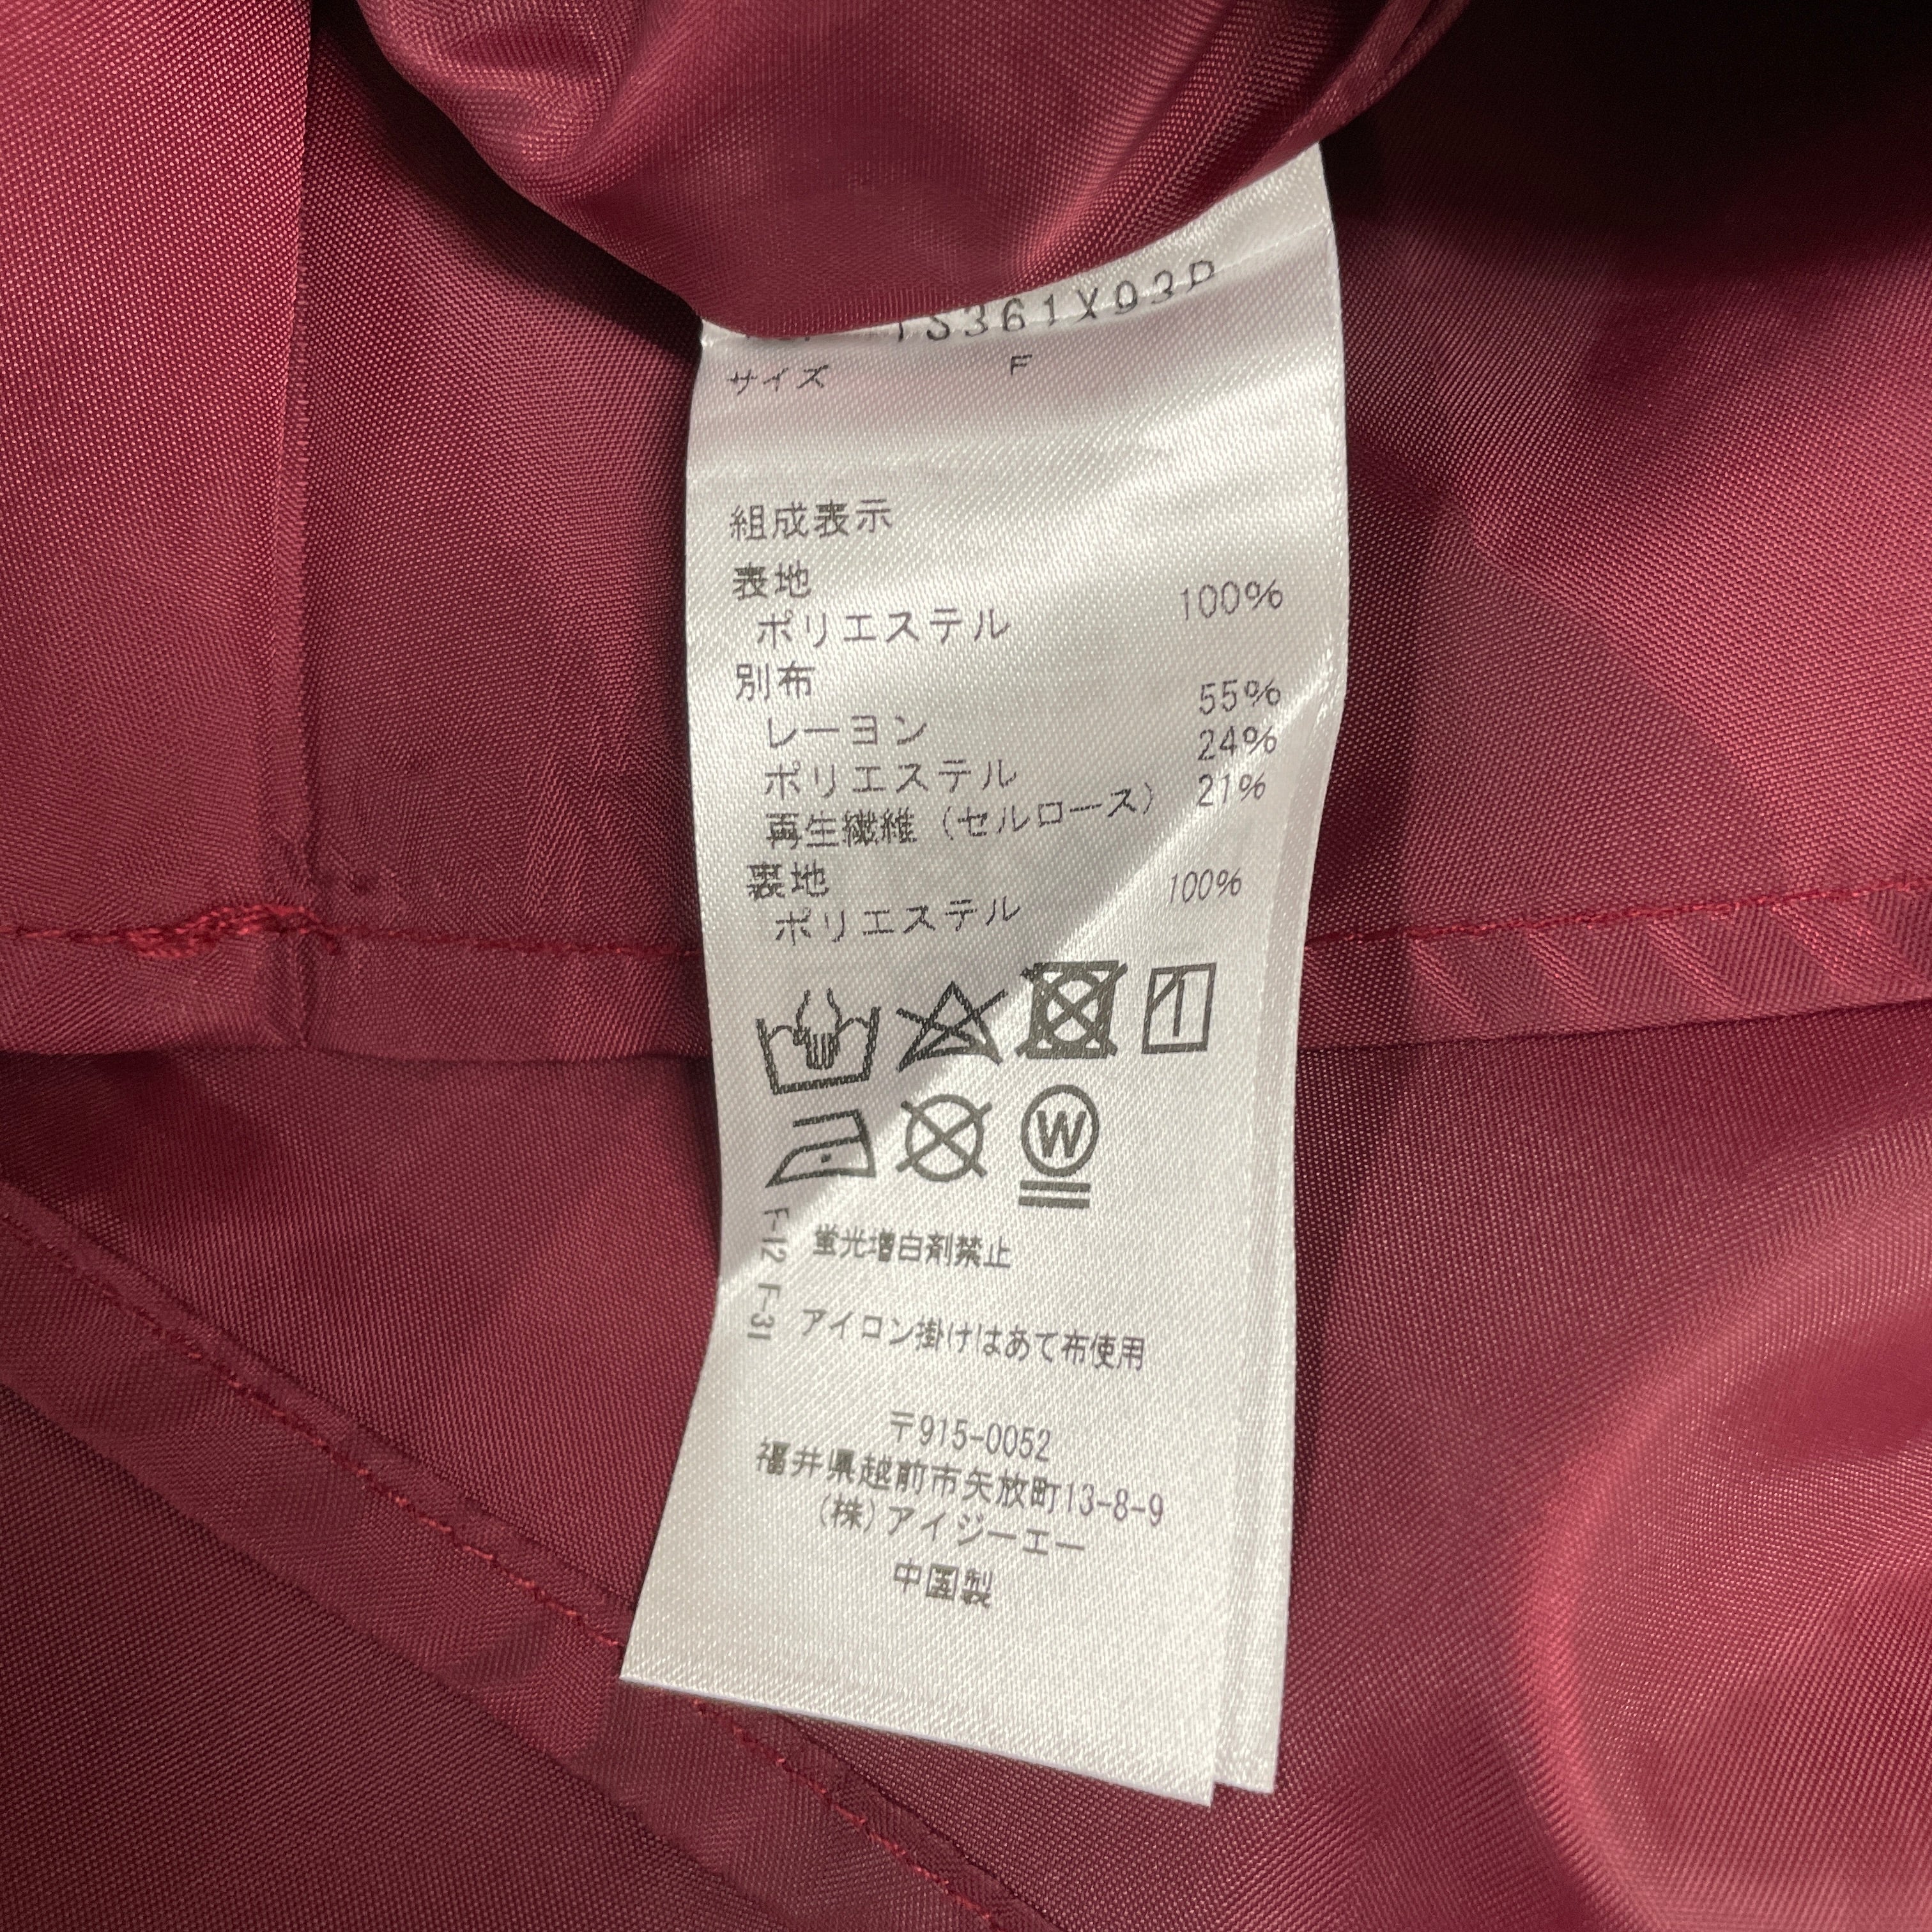 TS361X03P
サイズ F
組成表示
表地
ポリエステル 100%
別布
レーヨン 55%
ポリエステル 24%
再生繊維（セルロース） 21%
裏地
ポリエステル 100%
W
F-12 蛍光増白剤禁止
F-31 アイロン掛けはあて布使用
〒915-0052
福井県越前市矢放町13-8-9
(株)アイジーエー
中国製